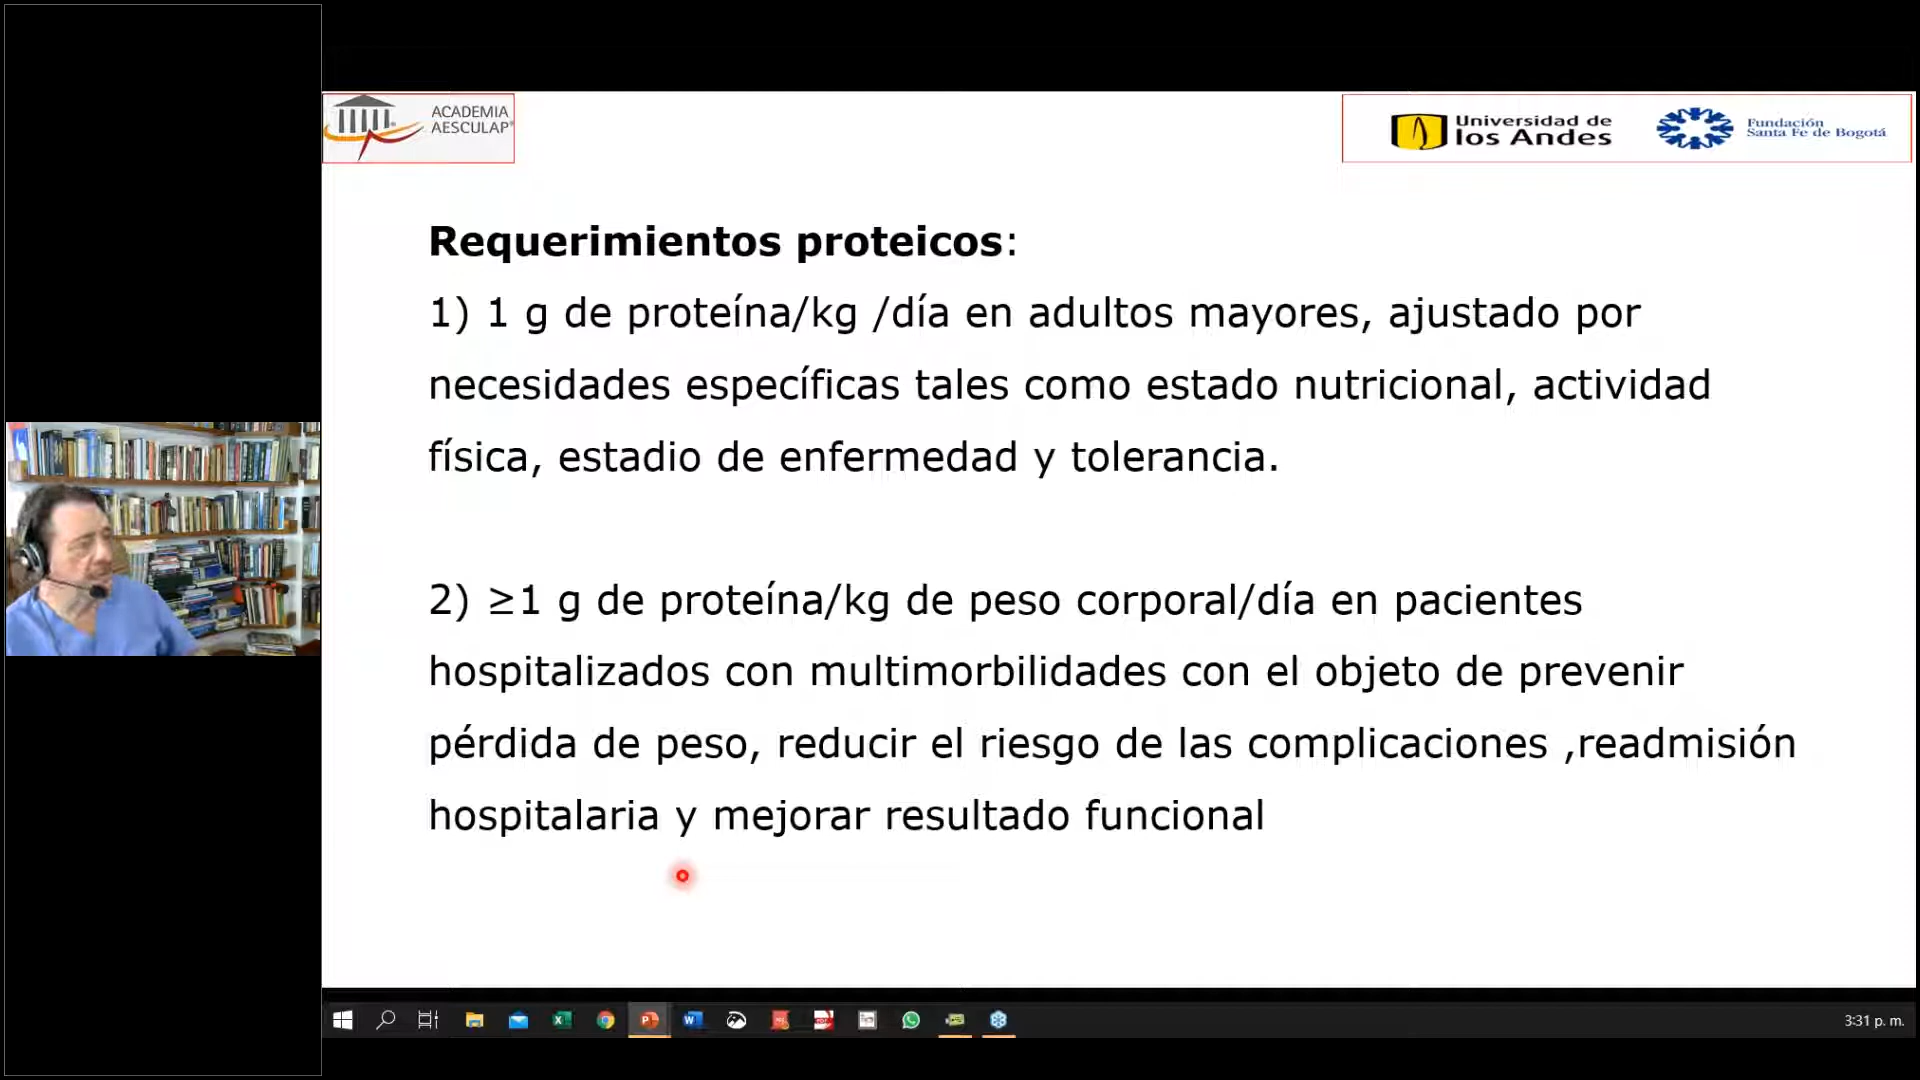 ACADEMIA
AESCULAP
Universidad de
los Andes
Fundación
Santa Fe de Bogotá
Requerimientos proteicos:
1) 1 g de proteína/kg /día en adultos mayores, ajustado por
necesidades específicas tales como estado nutricional, actividad
física, estadio de enfermedad y tolerancia.
2) ≥1 g de proteína/kg de peso corporal/día en pacientes
hospitalizados con multimorbilidades con el objeto de prevenir
pérdida de peso, reducir el riesgo de las complicaciones ,readmisión
hospitalaria y mejorar resultado funcional
3:31 p. m.